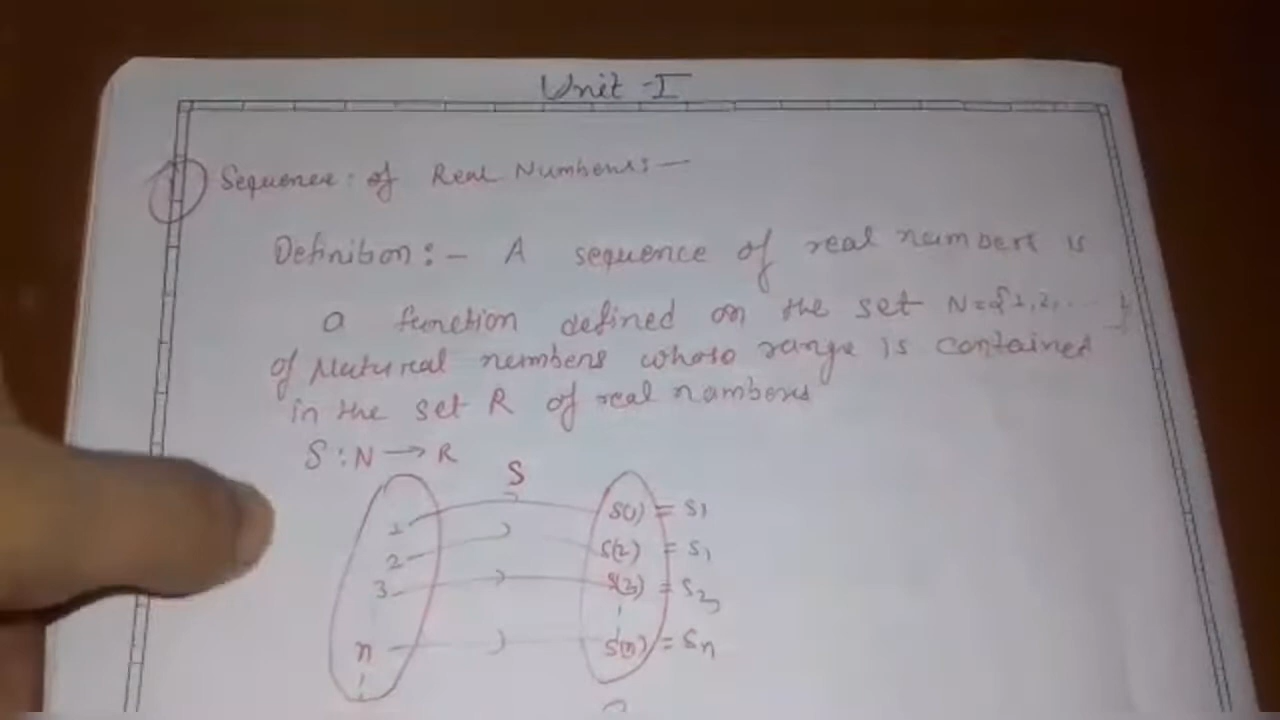 Unit -I
1 Sequence: of Real Numbers:—
Definition:- A sequence of real numbers is
a function defined on the set N={1,2,...}
of Natural numbers whose range is contained
in the set R of real nambers
S:N→R
S
1 S(1) = S1
2 S(2) = S1
3 S(3) = S2
n S(n) = Sn